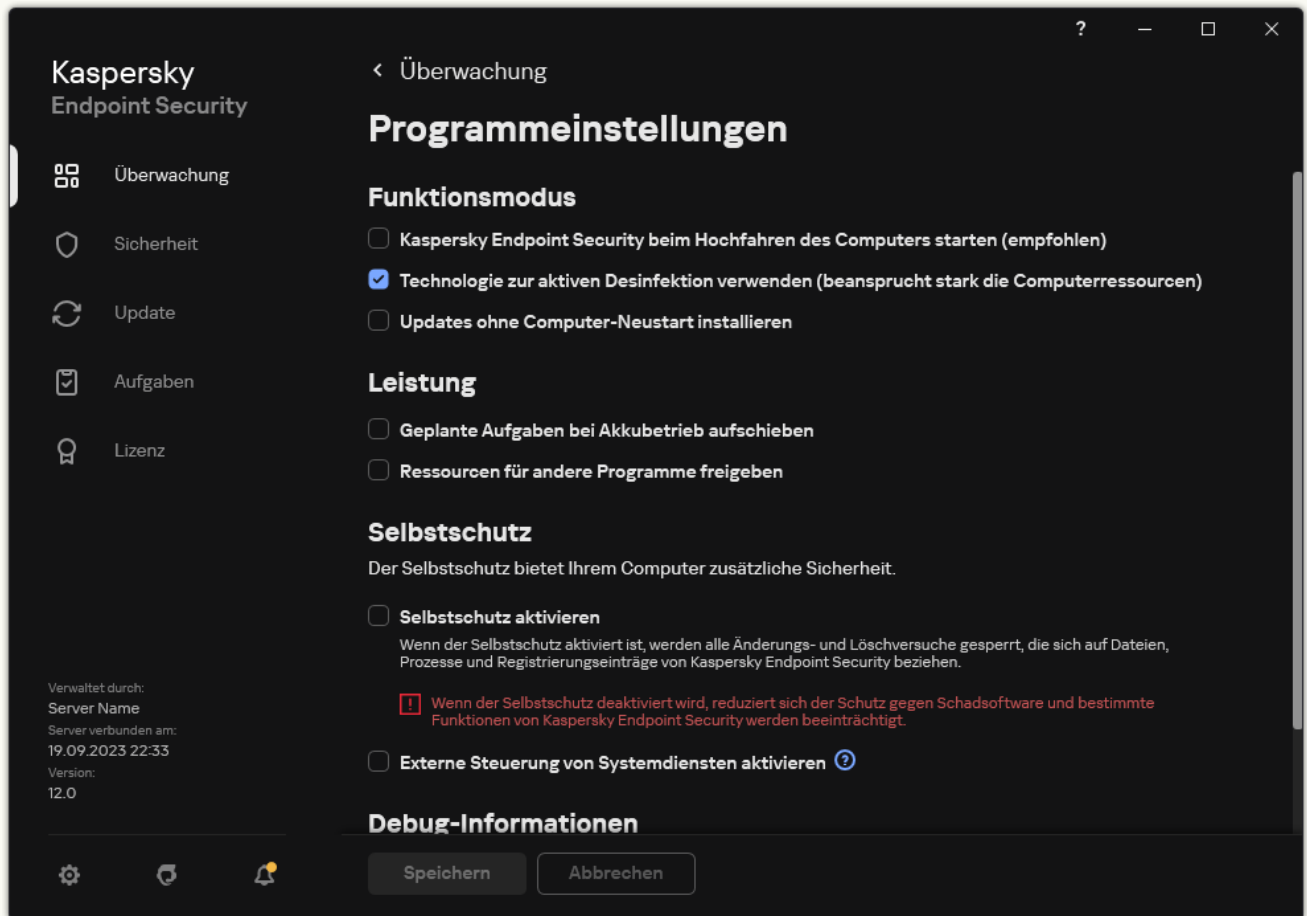 Kaspersky
Endpoint Security
Überwachung
Sicherheit
Update
Aufgaben
Lizenz
Verwaltet durch:
Server Name
Server verbunden am:
19.09.2023 22:33
Version:
12.0
?
Überwachung
Programmeinstellungen
Funktionsmodus
Kaspersky Endpoint Security beim Hochfahren des Computers starten (empfohlen)
Technologie zur aktiven Desinfektion verwenden (beansprucht stark die Computerressourcen)
Updates ohne Computer-Neustart installieren
Leistung
Geplante Aufgaben bei Akkubetrieb aufschieben
Ressourcen für andere Programme freigeben
Selbstschutz
Der Selbstschutz bietet Ihrem Computer zusätzliche Sicherheit.
Selbstschutz aktivieren
Wenn der Selbstschutz aktiviert ist, werden alle Änderungs- und Löschversuche gesperrt, die sich auf Dateien,
Prozesse und Registrierungseinträge von Kaspersky Endpoint Security beziehen.
Wenn der Selbstschutz deaktiviert wird, reduziert sich der Schutz gegen Schadsoftware und bestimmte
Funktionen von Kaspersky Endpoint Security werden beeinträchtigt.
Externe Steuerung von Systemdiensten aktivieren ?
Debug-Informationen
Speichern
Abbrechen